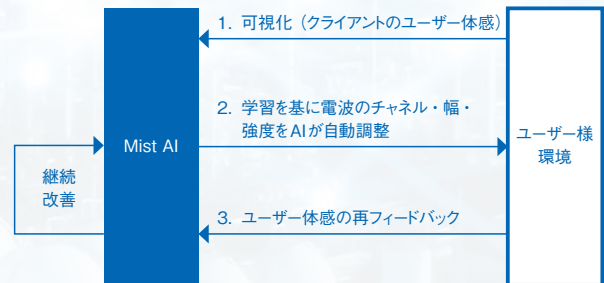 1. 可視化（クライアントのユーザー体感）
2. 学習を基に電波のチャネル・幅・
強度をAIが自動調整
Mist AI
ユーザー様
環境
継続
改善
3. ユーザー体感の再フィードバック